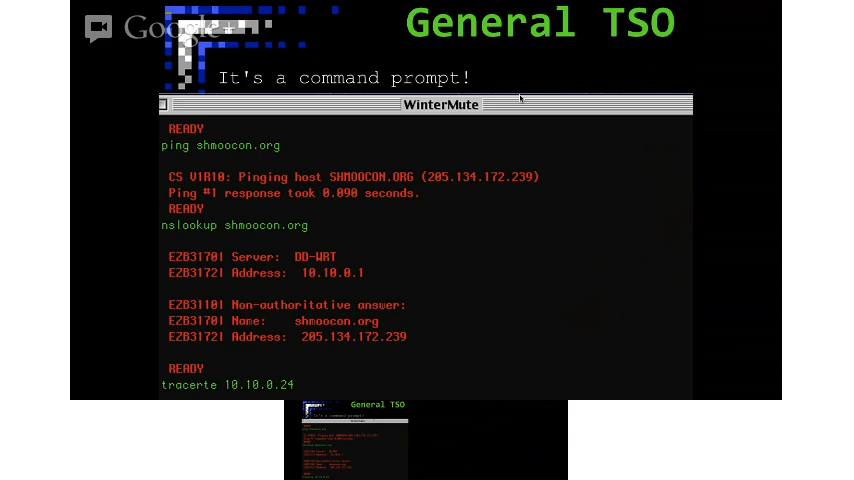 General TSO
Google+
It's a command prompt!
WinterMute
READY
ping shmoocon.org
CS V1R10: Pinging host SHMOOCON.ORG (205.134.172.239)
Ping #1 response took 0.090 seconds.
READY
nslookup shmoocon.org
EZB3170I Server: DD-WRT
EZB3172I Address: 10.10.0.1
EZB3110I Non-authoritative answer:
EZB3170I Name: shmoocon.org
EZB3172I Address: 205.134.172.239
READY
tracerte 10.10.0.24
General TSO
It's a command prompt!